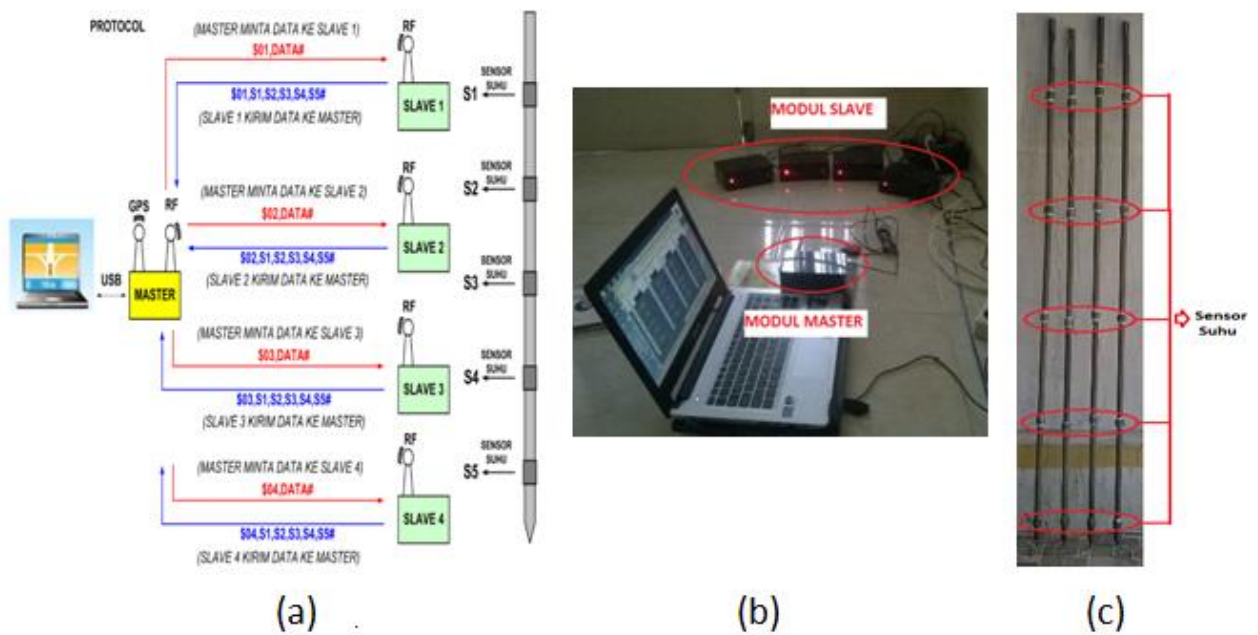 PROTOCOL
(MASTER MINTA DATA KE SLAVE 1)
$01,DATA#
RF
$01,S1,S2,S3,S4,S5#
(SLAVE 1 KIRIM DATA KE MASTER)
SLAVE 1
S1
SENSOR
SUHU
(MASTER MINTA DATA KE SLAVE 2)
$02,DATA#
RF
$02,S1,S2,S3,S4,S5#
(SLAVE 2 KIRIM DATA KE MASTER)
SLAVE 2
S2
SENSOR
SUHU
GPS
RF
USB
MASTER
S3
SENSOR
SUHU
(MASTER MINTA DATA KE SLAVE 3)
$03,DATA#
RF
$03,S1,S2,S3,S4,S5#
(SLAVE 3 KIRIM DATA KE MASTER)
SLAVE 3
S4
SENSOR
SUHU
(MASTER MINTA DATA KE SLAVE 4)
$04,DATA#
RF
$04,S1,S2,S3,S4,S5#
(SLAVE 4 KIRIM DATA KE MASTER)
SLAVE 4
S5
SENSOR
SUHU
(a)
MODUL SLAVE
MODUL MASTER
(b)
Sensor
Suhu
(c)